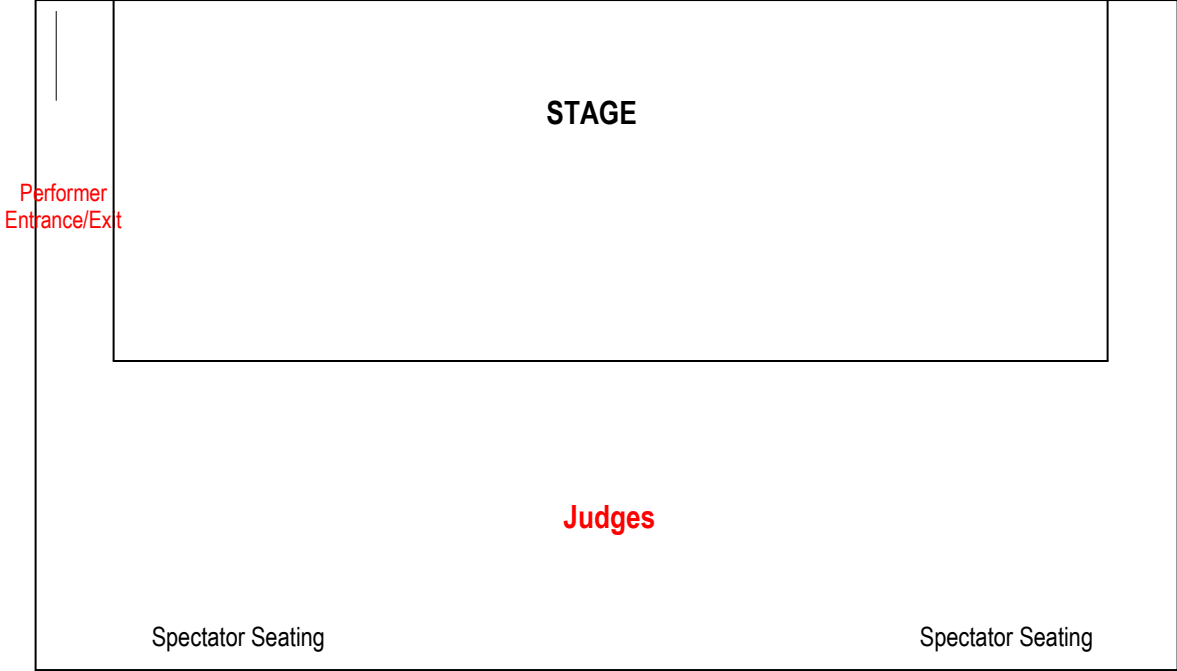 STAGE
Performer
Entrance/Exit
Judges
Spectator Seating
Spectator Seating